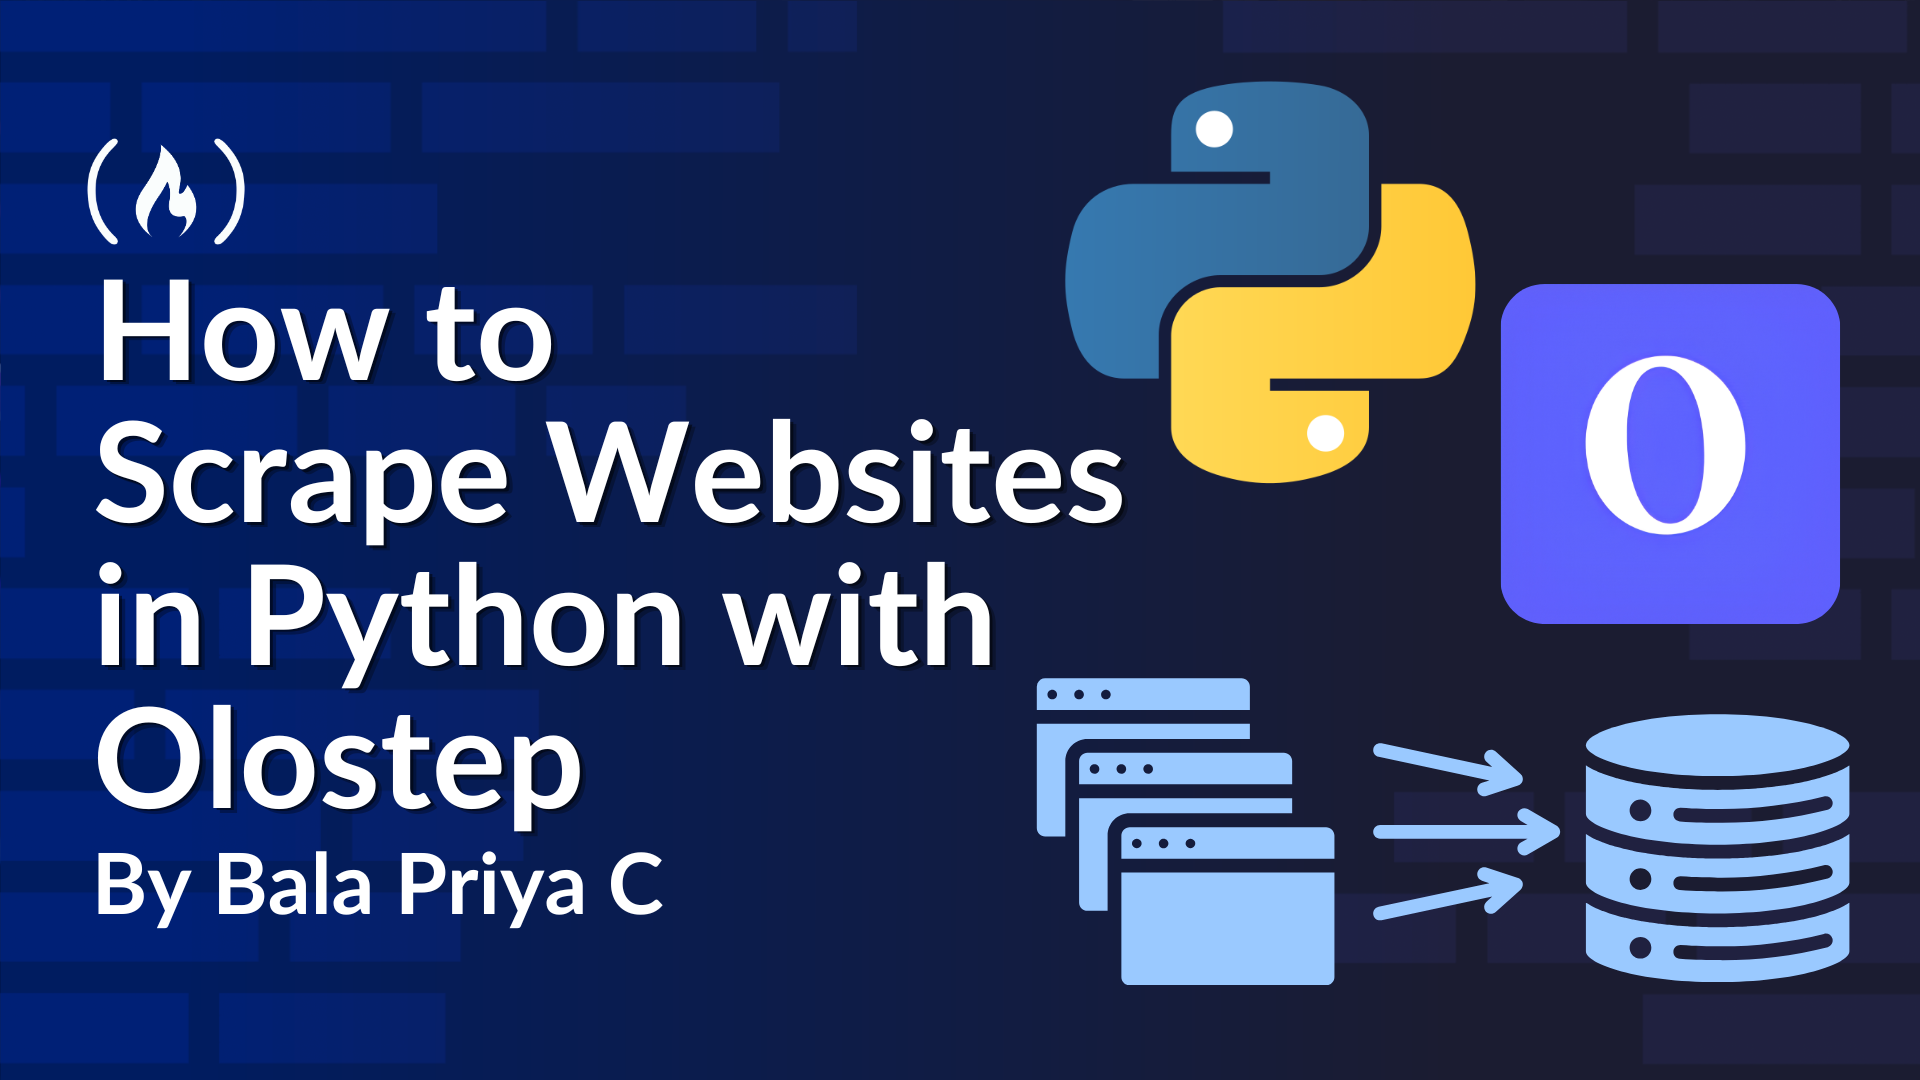 How to
Scrape Websites
in Python with
Olostep
By Bala Priya C
O